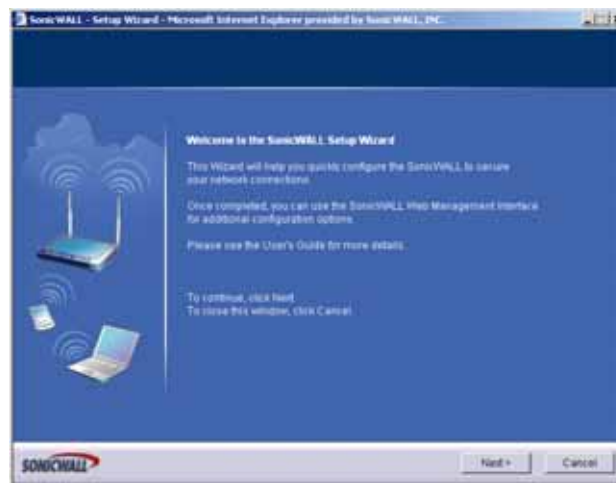 SonicWALL - Setup Wizard - Microsoft Internet Explorer provided by SonicWALL, INC.
Welcome to the SonicWALL Setup Wizard
This Wizard will help you quickly configure the SonicWALL to secure
your network connections.
Once completed, you can use the SonicWALL Web Management Interface
for additional configuration options.
Please see the User's Guide for more details.
To continue, click Next.
To close this window, click Cancel.
SONICWALL
Next >
Cancel